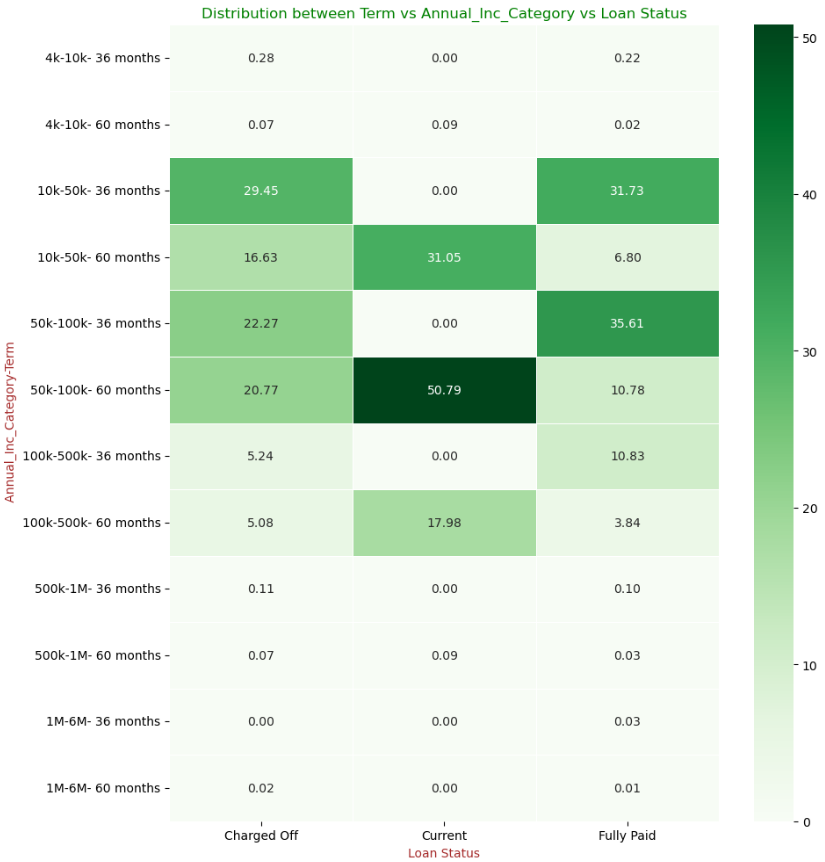 Distribution between Term vs Annual_Inc_Category vs Loan Status
4k-10k- 36 months 0.28 0.00 0.22
4k-10k- 60 months 0.07 0.09 0.02
10k-50k- 36 months 29.45 0.00 31.73
10k-50k- 60 months 16.63 31.05 6.80
50k-100k- 36 months 22.27 0.00 35.61
50k-100k- 60 months 20.77 50.79 10.78
100k-500k- 36 months 5.24 0.00 10.83
100k-500k- 60 months 5.08 17.98 3.84
500k-1M- 36 months 0.11 0.00 0.10
500k-1M- 60 months 0.07 0.09 0.03
1M-6M- 36 months 0.00 0.00 0.03
1M-6M- 60 months 0.02 0.00 0.01
Charged Off Current Fully Paid
Loan Status
Annual_Inc_Category-Term
50
40
30
20
10
0